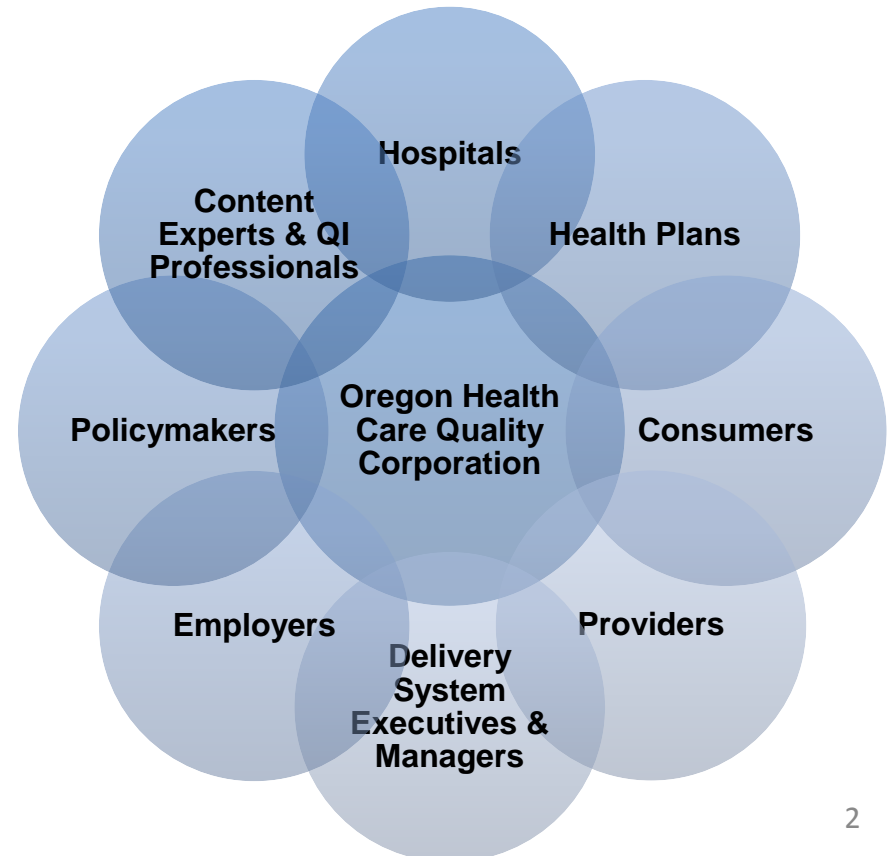 Hospitals
Content
Experts & QI
Professionals
Health Plans
Oregon Health
Care Quality
Corporation
Policymakers
Consumers
Employers
Providers
Delivery
System
Executives &
Managers
2